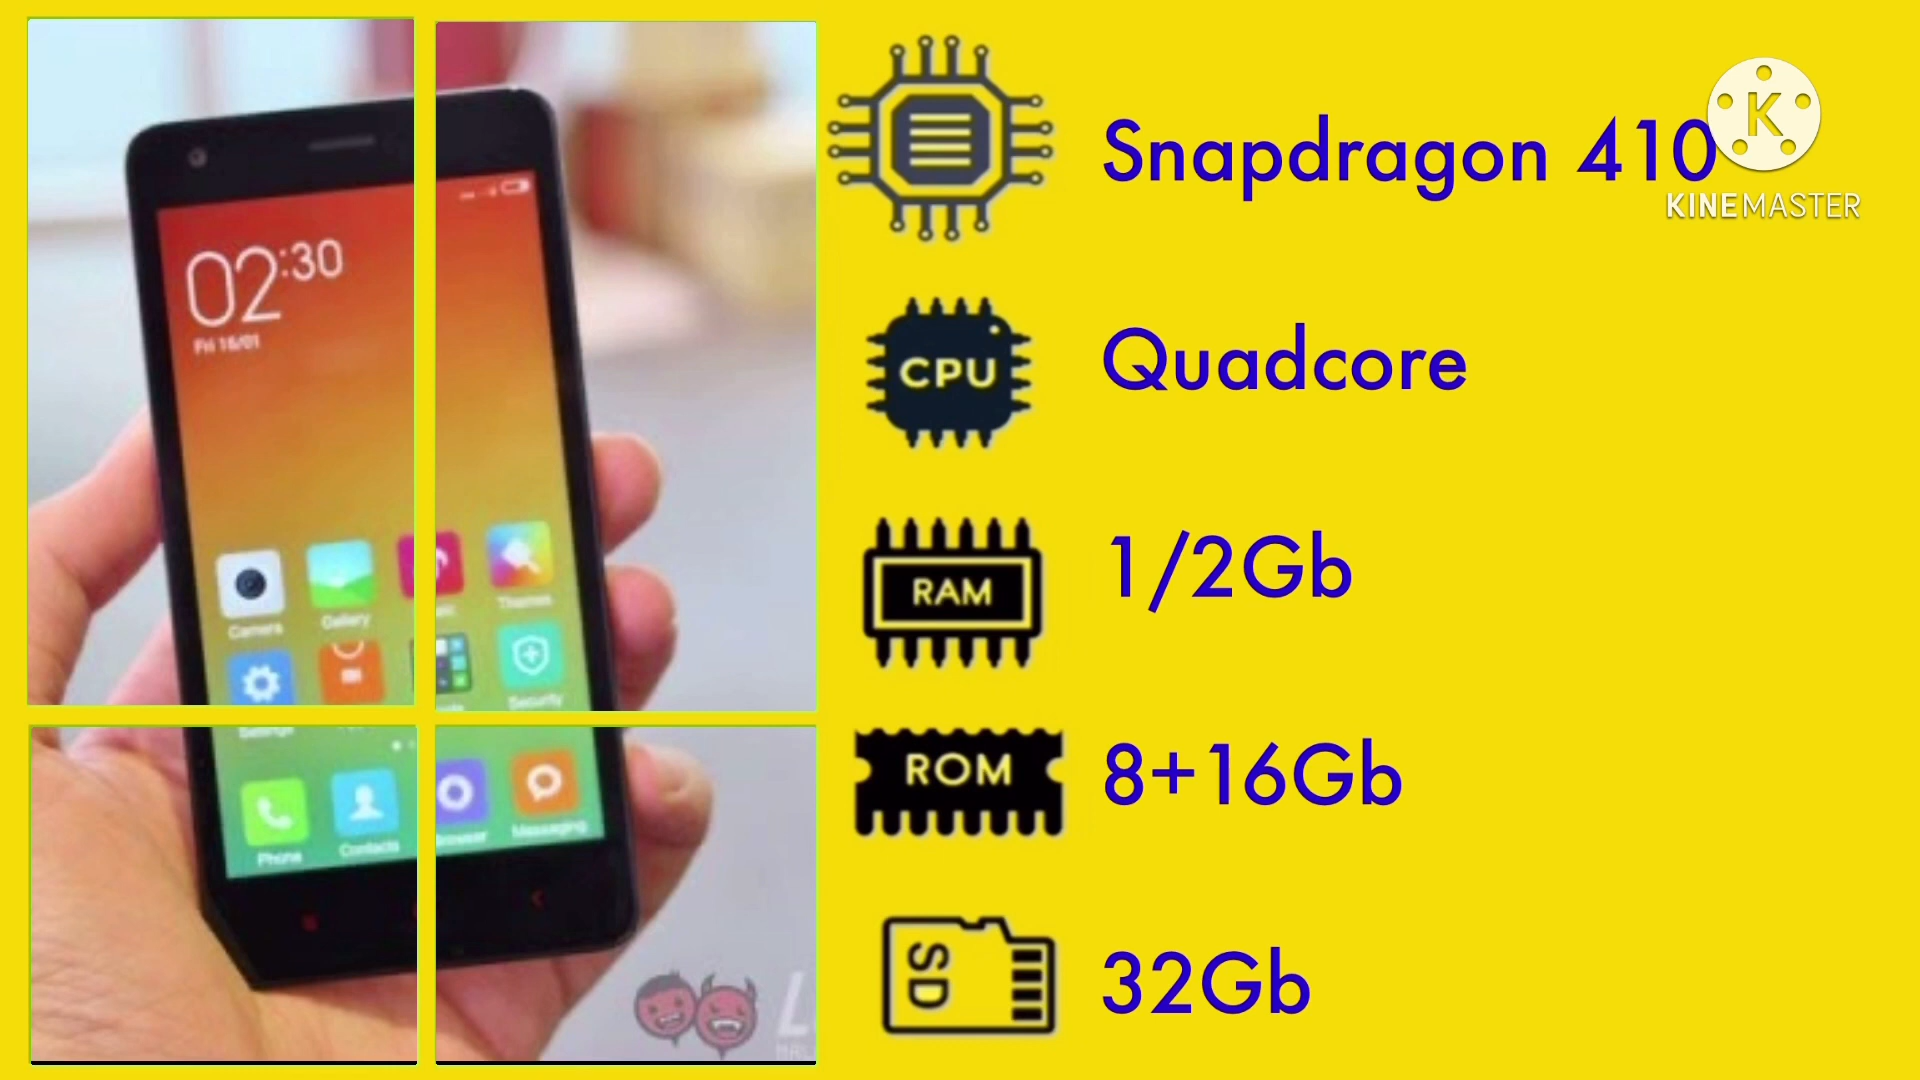 02:30
Fri 16/01
Camera
Gallery
Themes
Security
Phone
Contacts
Browser
Messaging
Snapdragon 410
K
KINEMASTER
CPU
Quadcore
RAM
1/2Gb
ROM
8+16Gb
SD
32Gb